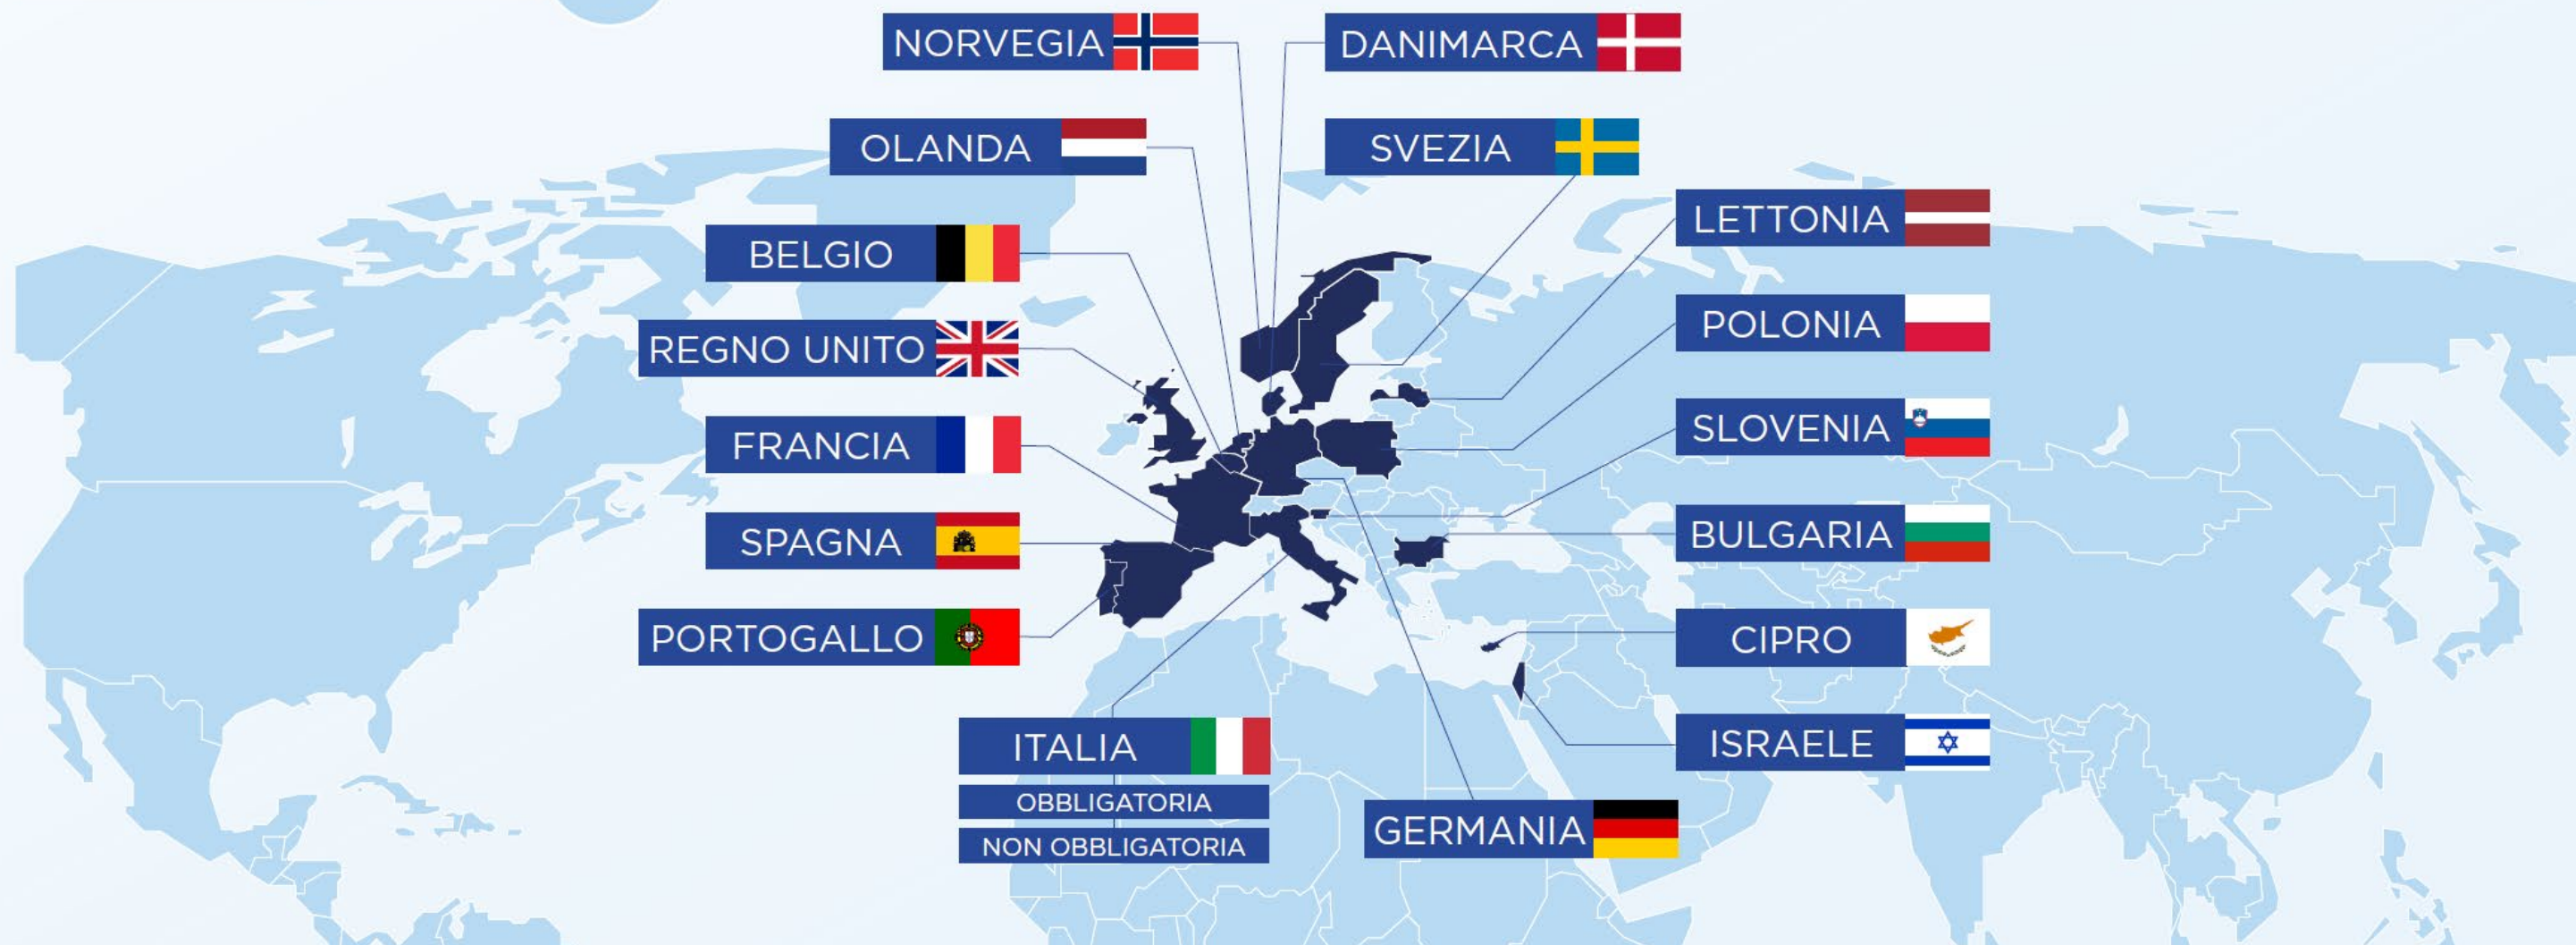 NORVEGIA
DANIMARCA
OLANDA
SVEZIA
BELGIO
REGNO UNITO
FRANCIA
SPAGNA
PORTOGALLO
LETTONIA
POLONIA
SLOVENIA
BULGARIA
CIPRO
ISRAELE
ITALIA
OBBLIGATORIA
NON OBBLIGATORIA
GERMANIA